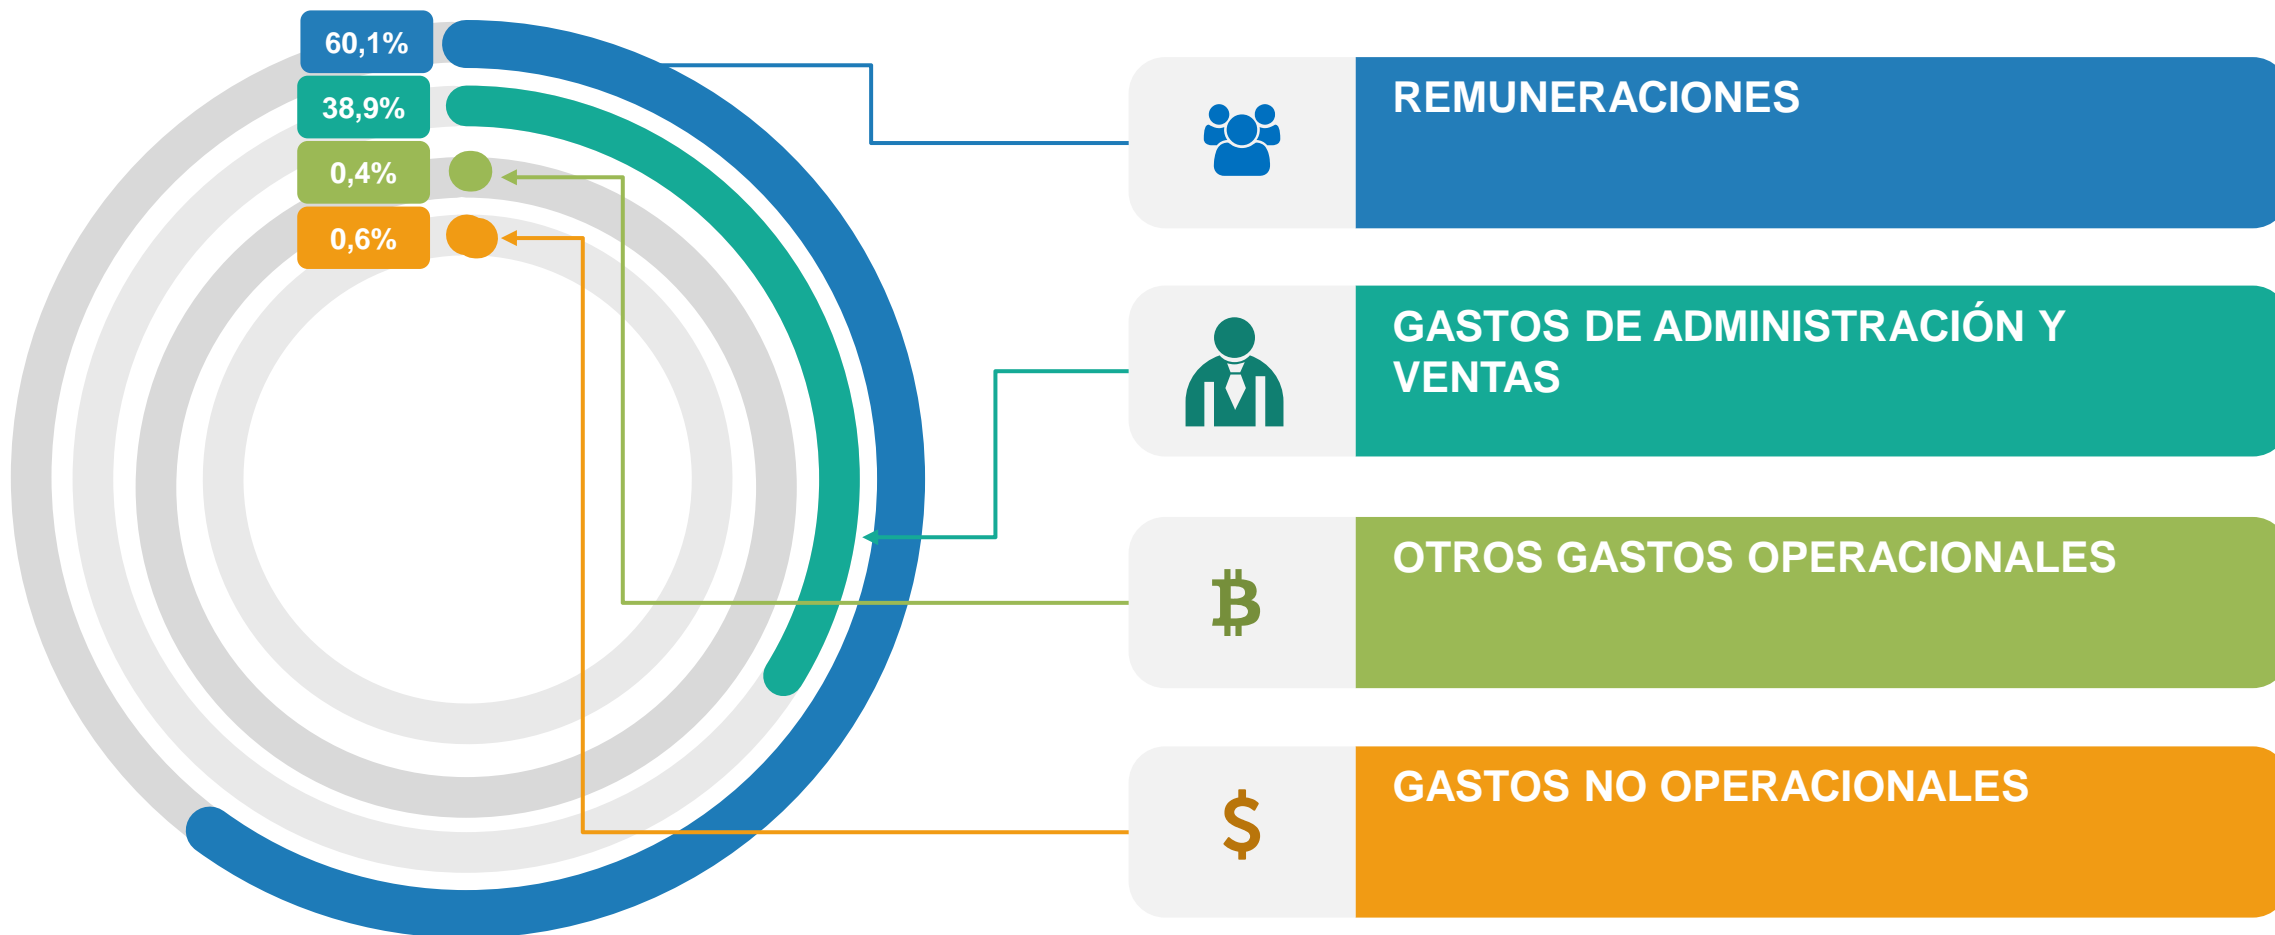 60,1%
38,9%
0,4%
0,6%
REMUNERACIONES
GASTOS DE ADMINISTRACIÓN Y
VENTAS
OTROS GASTOS OPERACIONALES
GASTOS NO OPERACIONALES